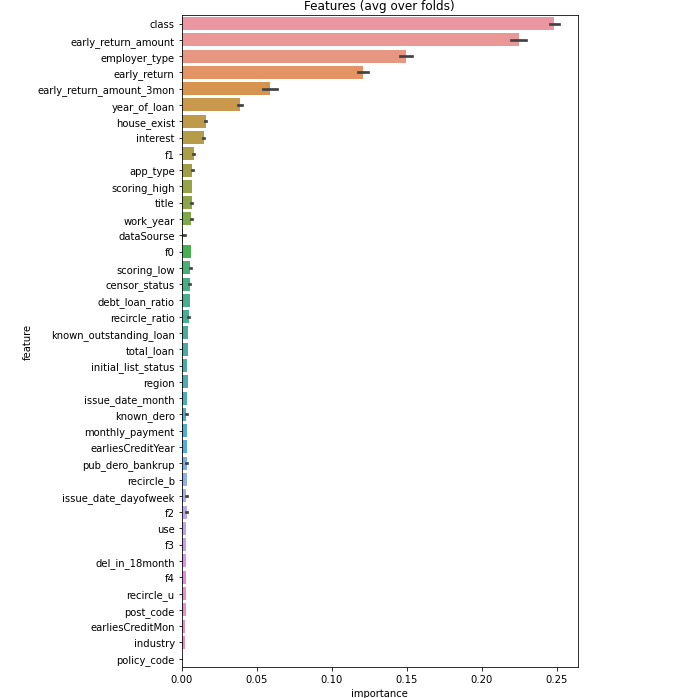 Features (avg over folds)
class
early_return_amount
employer_type
early_return
early_return_amount_3mon
year_of_loan
house_exist
interest
f1
app_type
scoring_high
title
work_year
dataSourse
f0
scoring_low
censor_status
debt_loan_ratio
recircle_ratio
known_outstanding_loan
total_loan
initial_list_status
region
issue_date_month
known_dero
monthly_payment
earliesCreditYear
pub_dero_bankrup
recircle_b
issue_date_dayofweek
f2
use
f3
del_in_18month
f4
recircle_u
post_code
earliesCreditMon
industry
policy_code
feature
0.00 0.05 0.10 0.15 0.20 0.25
importance